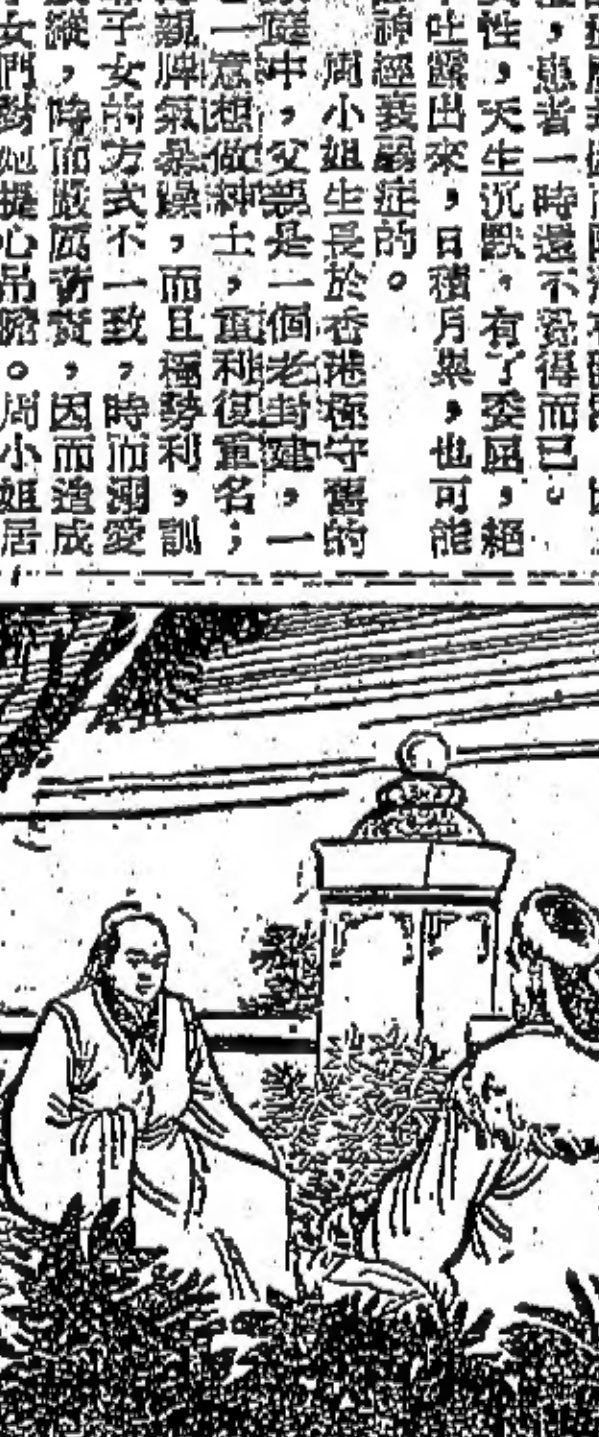 ，患者一時還不覺得而已。
性，天生沉默，有了委屈，絕
吐露出來，日積月累，也可能
神經衰弱症的。
周小姐生長於香港極守舊的
庭中，父親是一個老封建，一
一意想做紳士，重利復重名；
親脾氣暴躁，而且極勢利，訓
子女的方式不一致，時而溺愛
縱，時而嚴厲苛責，因而造成
女們對她提心吊膽。周小姐居